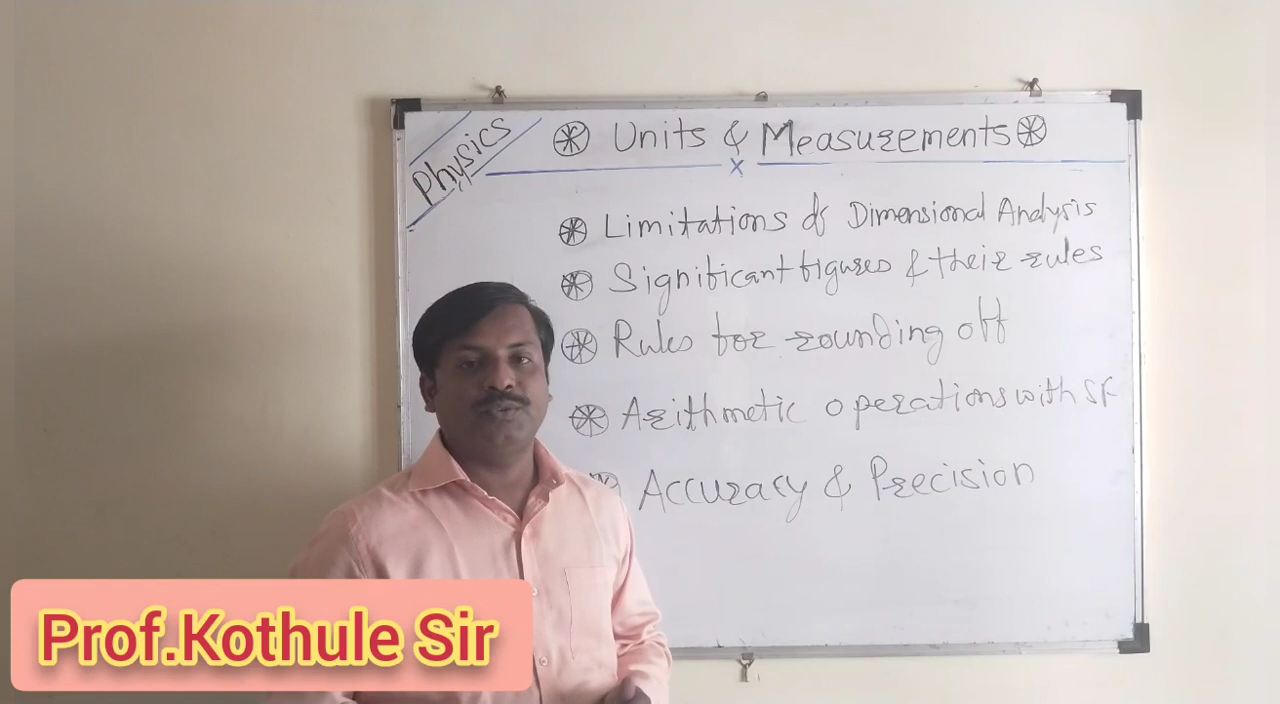 Physics
Units & Measurements
x
Limitations of Dimensional Analysis
Significant figures & their rules
Rules for rounding off
Arithmetic operations with SF
Accuracy & Precision
Prof.Kothule Sir